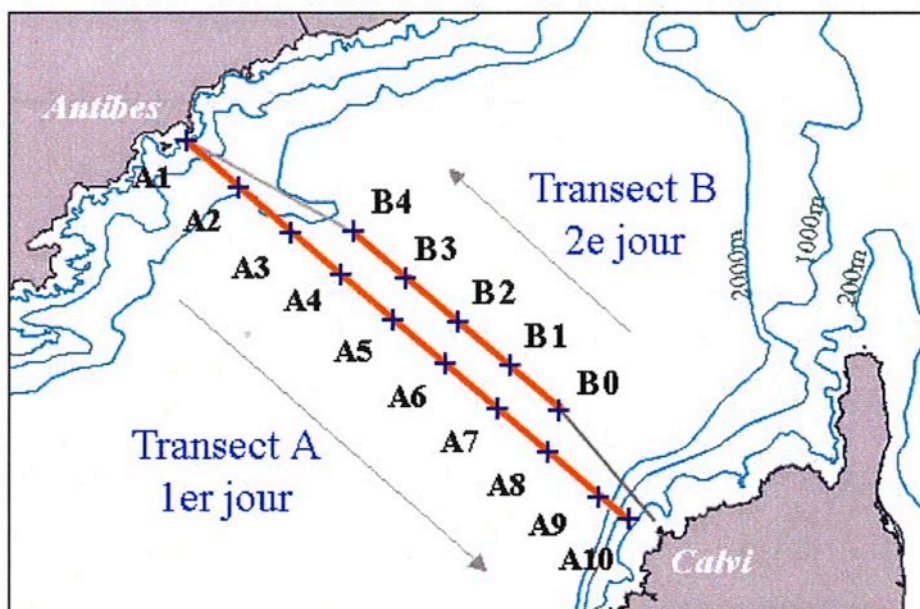 Antibes
A1
A2
A3
A4
A5
A6
A7
A8
A9
A10
B4
B3
B2
B1
B0
Transect B
2e jour
Transect A
1er jour
2000m
1000m
200m
Calvi